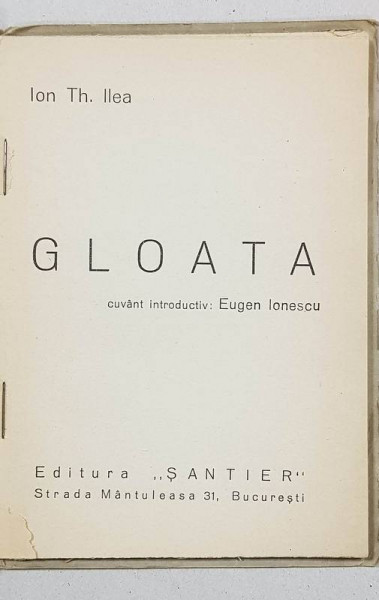 Ion Th. Ilea
GLOATA
cuvânt introductiv: Eugen Ionescu
Editura „ŞANTIER“
Strada Mântuleasa 31, Bucureşti